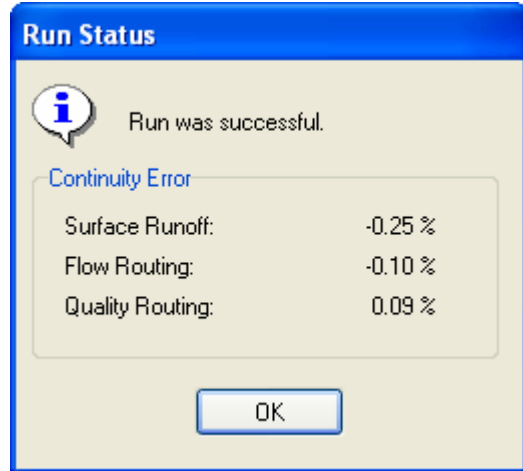 Run Status
Run was successful.
Continuity Error
Surface Runoff: -0.25 %
Flow Routing: -0.10 %
Quality Routing: 0.09 %
OK